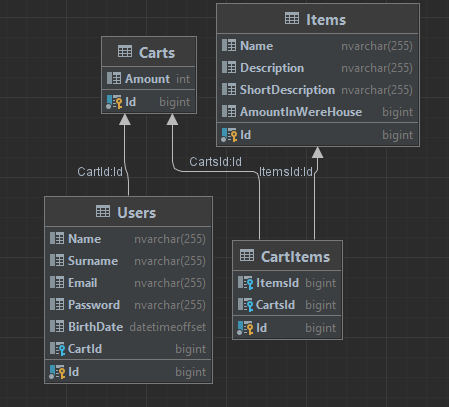 Items
Name nvarchar(255)
Description nvarchar(255)
ShortDescription nvarchar(255)
AmountInWereHouse bigint
Id bigint
Carts
Amount int
Id bigint
CartId:Id
CartsId:Id
ItemsId:Id
Users
Name nvarchar(255)
Surname nvarchar(255)
Email nvarchar(255)
Password nvarchar(255)
BirthDate datetimeoffset
CartId bigint
Id bigint
CartItems
ItemsId bigint
CartsId bigint
Id bigint